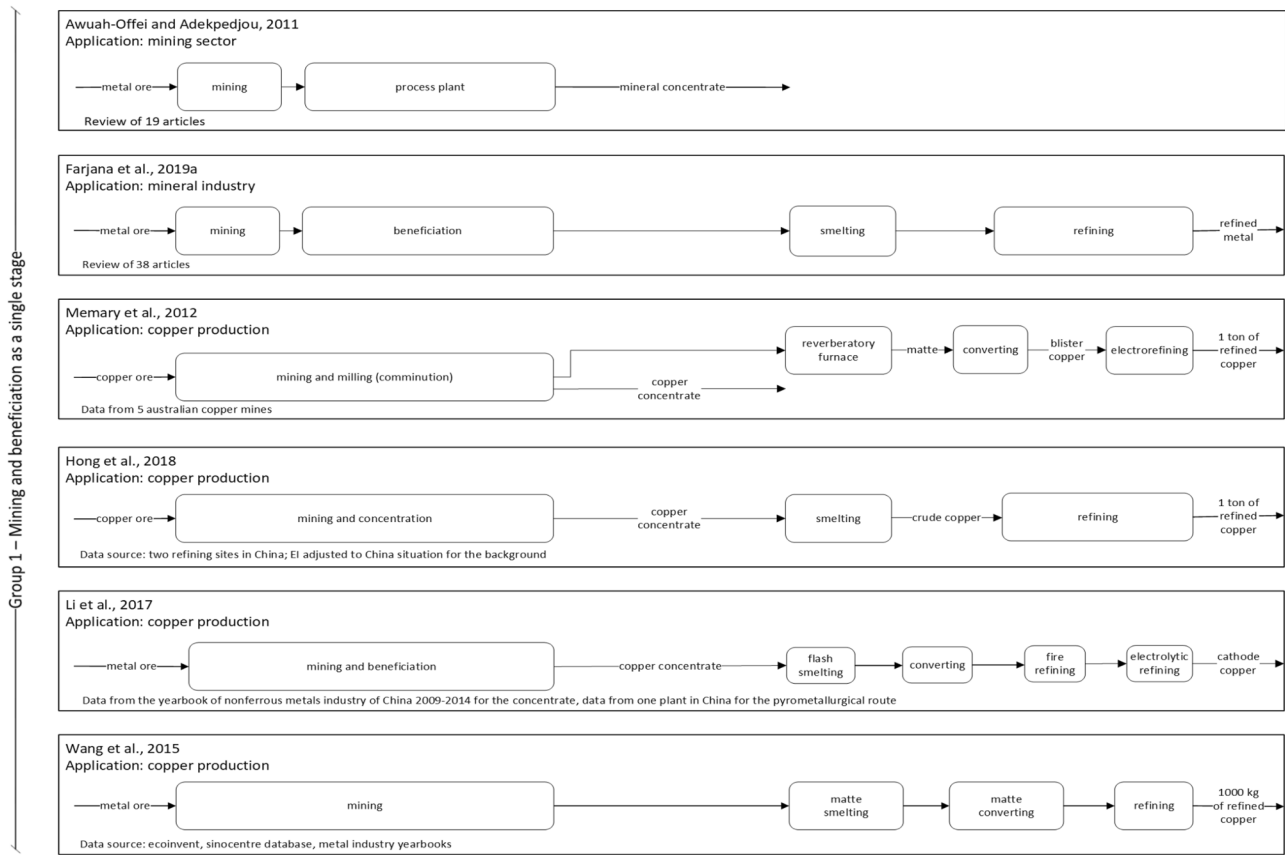 Group 1 – Mining and beneficiation as a single stage
Awuah-Offei and Adekpedjou, 2011
Application: mining sector
metal ore
mining
process plant
mineral concentrate
Review of 19 articles
Farjana et al., 2019a
Application: mineral industry
metal ore
mining
beneficiation
smelting
refining
refined
metal
Review of 38 articles
Memary et al., 2012
Application: copper production
copper ore
mining and milling (comminution)
copper
concentrate
reverberatory
furnace
matte
converting
blister
copper
electrorefining
1 ton of
refined
copper
Data from 5 australian copper mines
Hong et al., 2018
Application: copper production
copper ore
mining and concentration
copper
concentrate
smelting
crude copper
refining
1 ton of
refined
copper
Data source: two refining sites in China; EI adjusted to China situation for the background
Li et al., 2017
Application: copper production
metal ore
mining and beneficiation
copper concentrate
flash
smelting
converting
fire
refining
electrolytic
refining
cathode
copper
Data from the yearbook of nonferrous metals industry of China 2009-2014 for the concentrate, data from one plant in China for the pyrometallurgical route
Wang et al., 2015
Application: copper production
metal ore
mining
matte
smelting
matte
converting
refining
1000 kg
of refined
copper
Data source: ecoinvent, sinocentre database, metal industry yearbooks